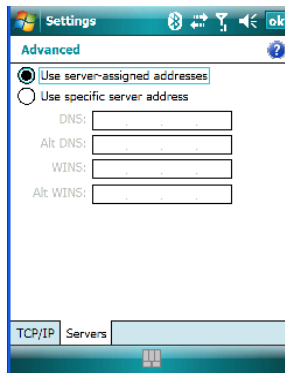 Settings ok
Advanced ?
Use server-assigned addresses
Use specific server address
DNS: . . .
Alt DNS: . . .
WINS: . . .
Alt WINS: . . .
TCP/IP Servers